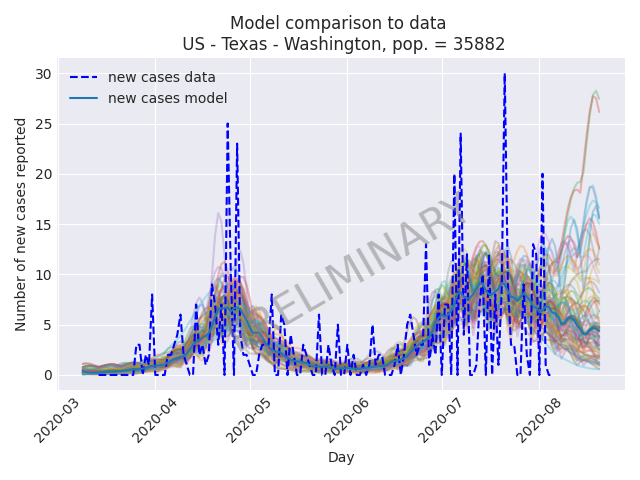 Model comparison to data
US - Texas - Washington, pop. = 35882
new cases data
new cases model
Number of new cases reported
30
25
20
15
10
5
0
ELIMINARY
2020-03
2020-04
2020-05
2020-06
2020-07
2020-08
Day